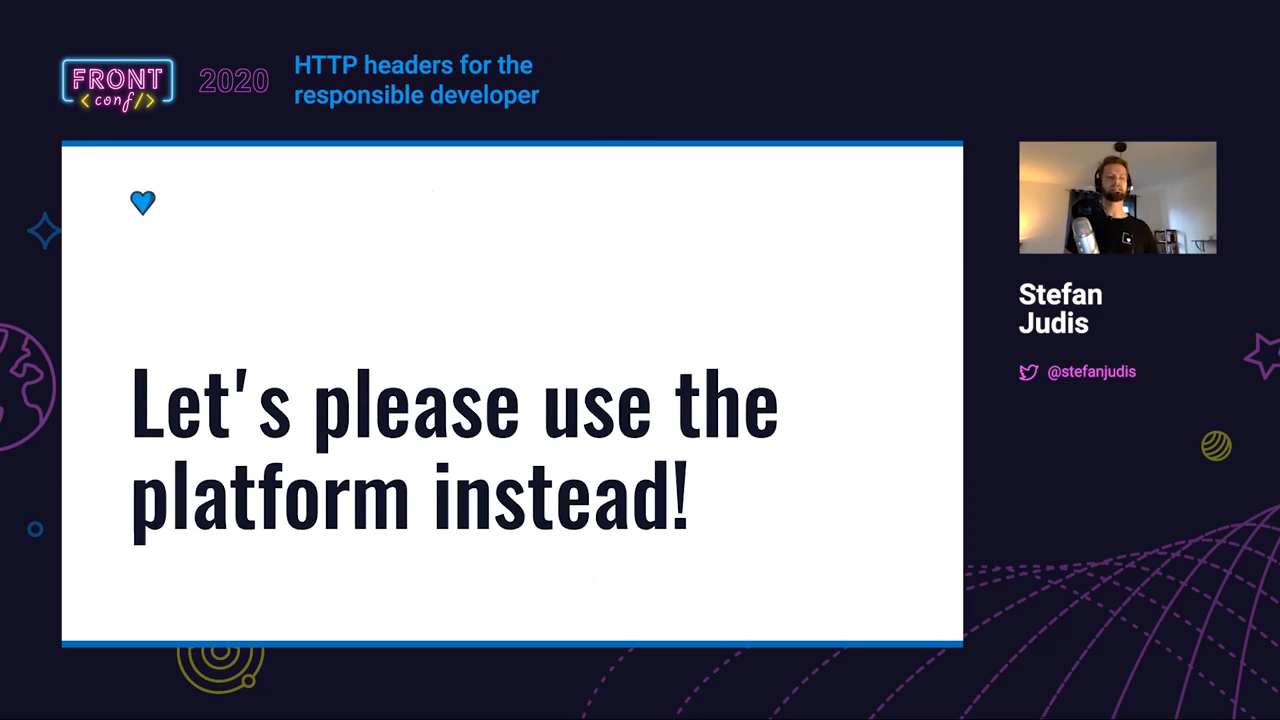 FRONT
<conf/>
2020
HTTP headers for the
responsible developer
Let's please use the
platform instead!
Stefan
Judis
@stefanjudis